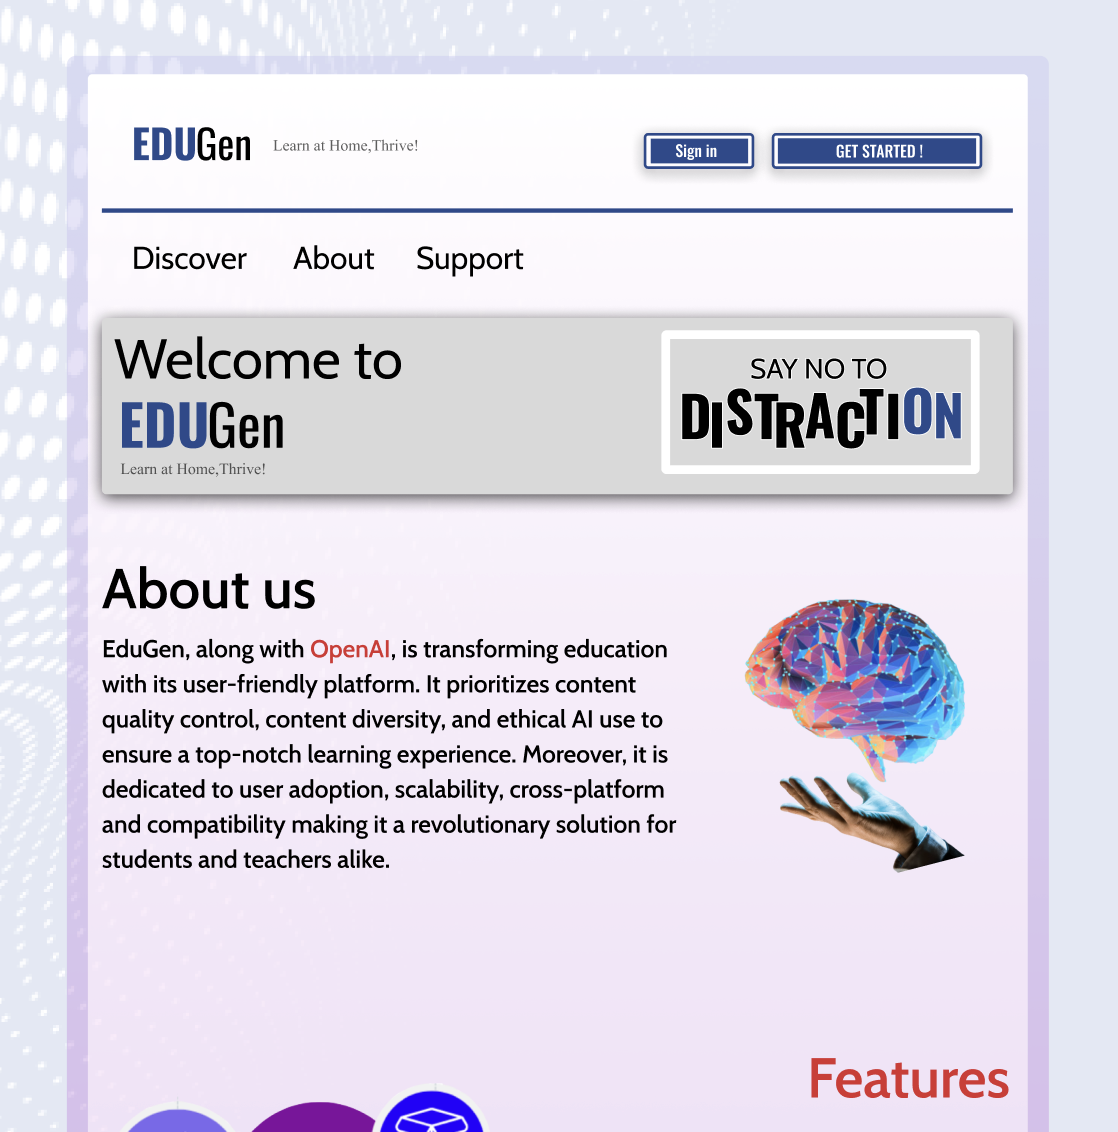 EDUGen Learn at Home,Thrive! Sign in GET STARTED !
Discover About Support
Welcome to
EDUGen
Learn at Home,Thrive!
SAY NO TO
DISTRACTION
About us
EduGen, along with OpenAI, is transforming education
with its user-friendly platform. It prioritizes content
quality control, content diversity, and ethical AI use to
ensure a top-notch learning experience. Moreover, it is
dedicated to user adoption, scalability, cross-platform
and compatibility making it a revolutionary solution for
students and teachers alike.
Features